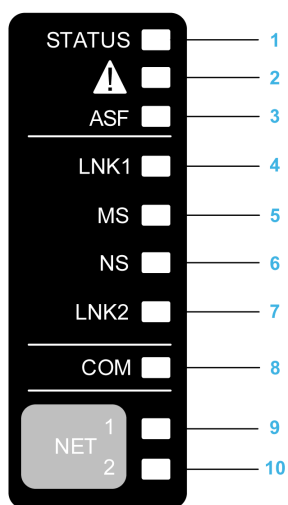 STATUS 1
! 2
ASF 3
LNK1 4
MS 5
NS 6
LNK2 7
COM 8
1 9
NET
2 10